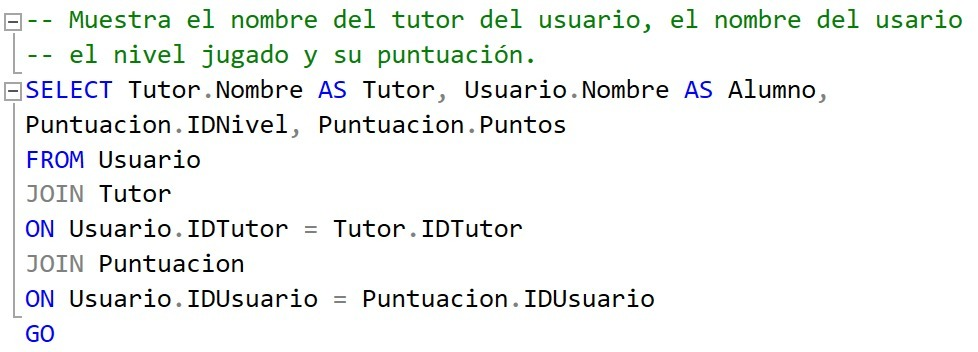 -- Muestra el nombre del tutor del usuario, el nombre del usario
-- el nivel jugado y su puntuación.
SELECT Tutor.Nombre AS Tutor, Usuario.Nombre AS Alumno,
Puntuacion.IDNivel, Puntuacion.Puntos
FROM Usuario
JOIN Tutor
ON Usuario.IDTutor = Tutor.IDTutor
JOIN Puntuacion
ON Usuario.IDUsuario = Puntuacion.IDUsuario
GO